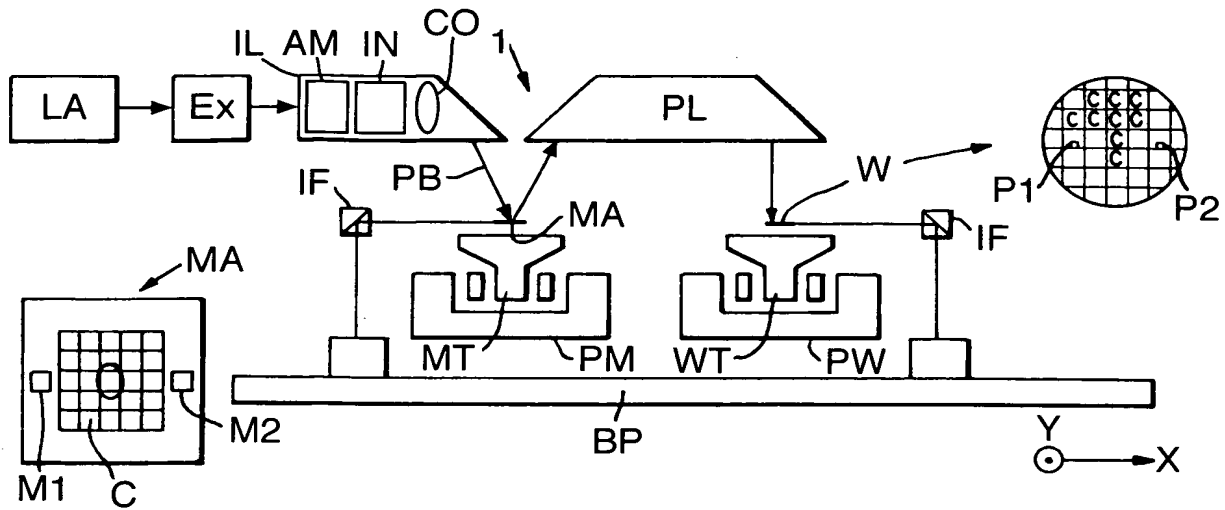 IL AM IN CO 1
LA Ex PL
C C C
C C C C
C
C
P1 P2
PB W
IF MA IF
MA
MT PM WT PW
M1 C M2
BP
Y
X